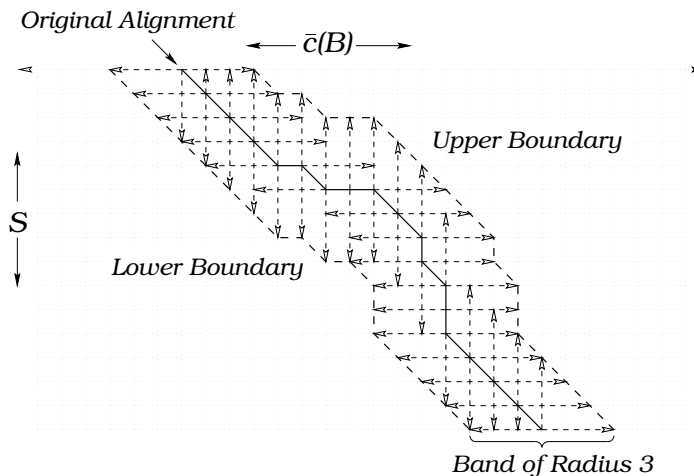 Original Alignment
c̄(B)
Upper Boundary
S
Lower Boundary
Band of Radius 3